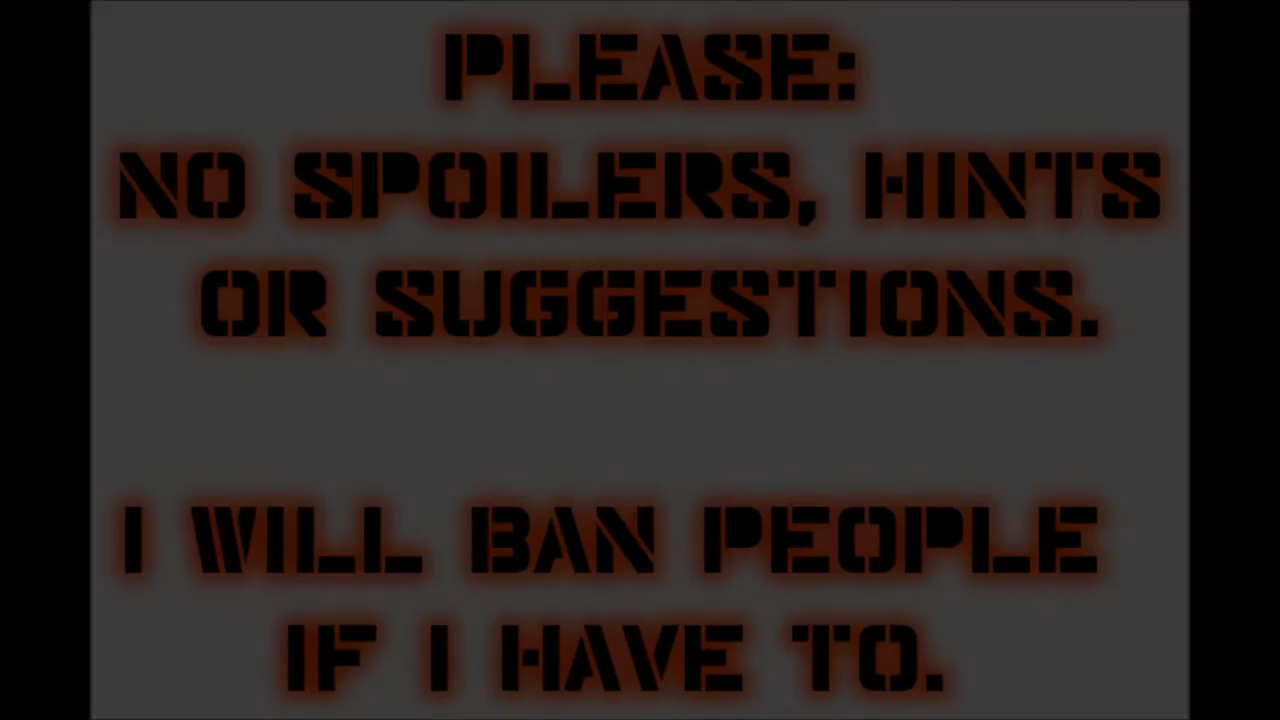 PLEASE:
NO SPOILERS, HINTS
OR SUGGESTIONS.
I WILL BAN PEOPLE
IF I HAVE TO.